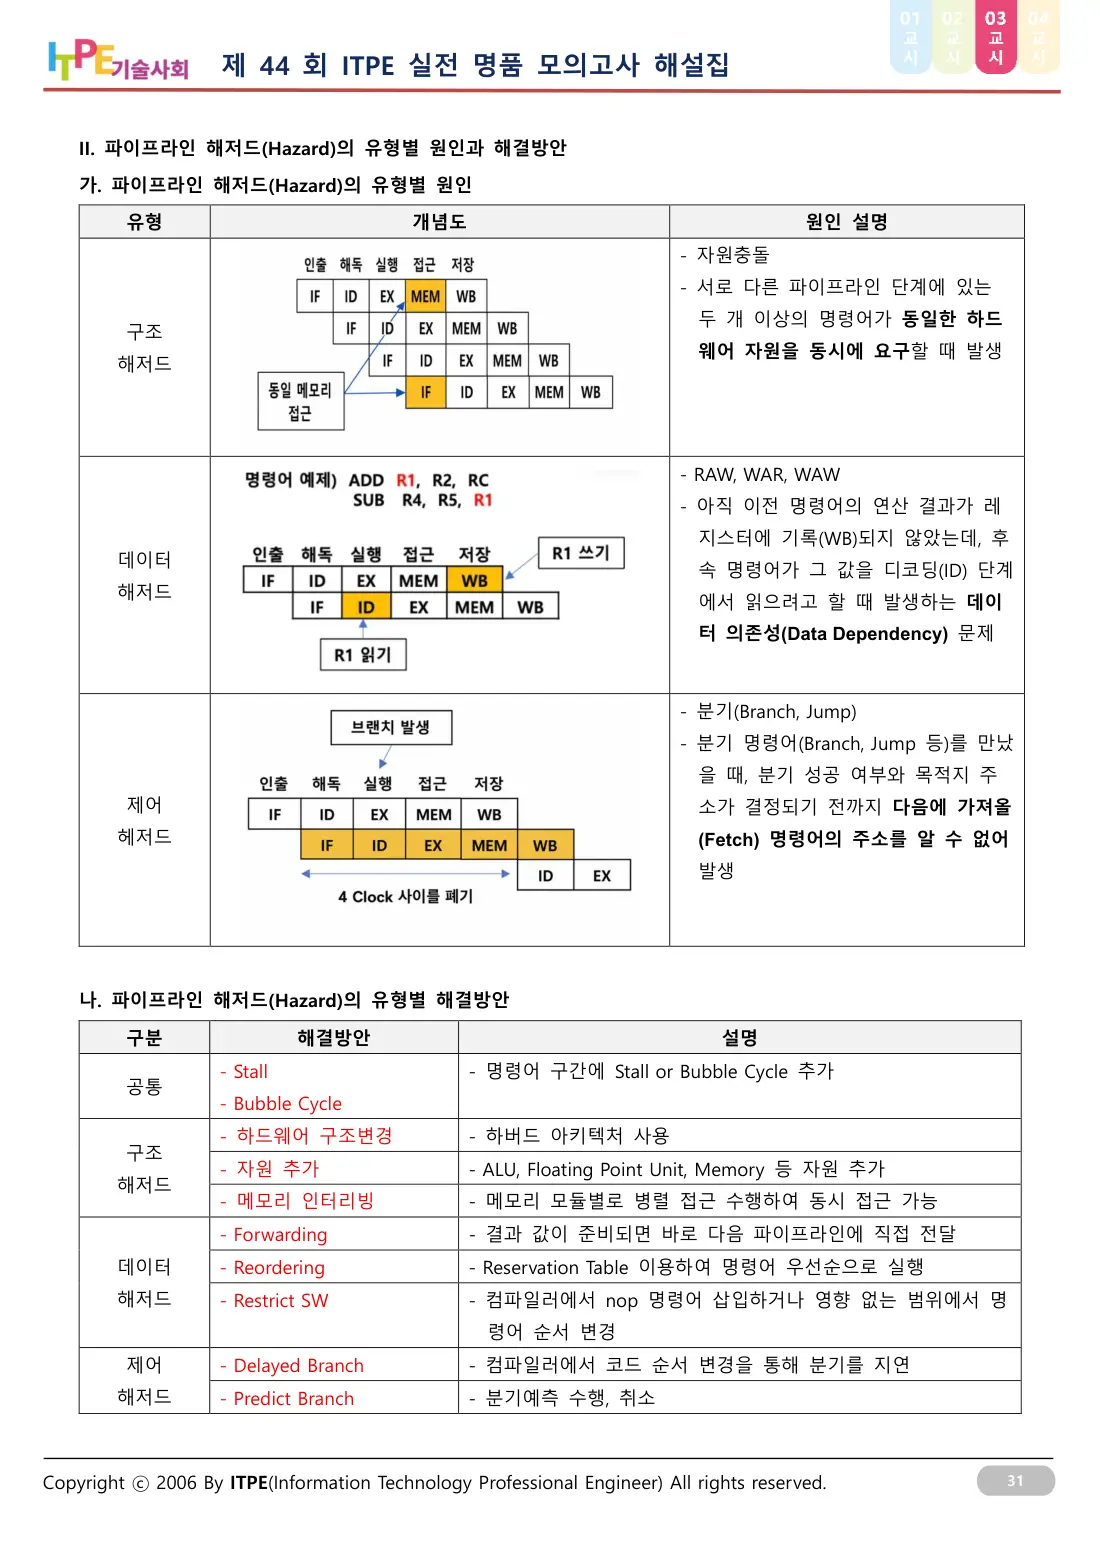 01 교 시
02 교 시
03 교 시
04 교 시
ITPE기술사회 제 44 회 ITPE 실전 명품 모의고사 해설집
II. 파이프라인 해저드(Hazard)의 유형별 원인과 해결방안
가. 파이프라인 해저드(Hazard)의 유형별 원인
유형 개념도 원인 설명
구조
해저드
인출 해독 실행 접근 저장
IF ID EX MEM WB
IF ID EX MEM WB
IF ID EX MEM WB
IF ID EX MEM WB
동일 메모리
접근
- 자원충돌
- 서로 다른 파이프라인 단계에 있는
두 개 이상의 명령어가 동일한 하드
웨어 자원을 동시에 요구할 때 발생
데이터
해저드
명령어 예제) ADD R1, R2, RC
SUB R4, R5, R1
인출 해독 실행 접근 저장
R1 쓰기
IF ID EX MEM WB
IF ID EX MEM WB
R1 읽기
- RAW, WAR, WAW
- 아직 이전 명령어의 연산 결과가 레
지스터에 기록(WB)되지 않았는데, 후
속 명령어가 그 값을 디코딩(ID) 단계
에서 읽으려고 할 때 발생하는 데이
터 의존성(Data Dependency) 문제
제어
헤저드
브랜치 발생
인출 해독 실행 접근 저장
IF ID EX MEM WB
IF ID EX MEM WB
ID EX
4 Clock 사이를 폐기
- 분기(Branch, Jump)
- 분기 명령어(Branch, Jump 등)를 만났
을 때, 분기 성공 여부와 목적지 주
소가 결정되기 전까지 다음에 가져올
(Fetch) 명령어의 주소를 알 수 없어
발생
나. 파이프라인 해저드(Hazard)의 유형별 해결방안
구분 해결방안 설명
공통
- Stall
- Bubble Cycle
- 명령어 구간에 Stall or Bubble Cycle 추가
구조
해저드
- 하드웨어 구조변경 - 하버드 아키텍처 사용
- 자원 추가 - ALU, Floating Point Unit, Memory 등 자원 추가
- 메모리 인터리빙 - 메모리 모듈별로 병렬 접근 수행하여 동시 접근 가능
데이터
해저드
- Forwarding - 결과 값이 준비되면 바로 다음 파이프라인에 직접 전달
- Reordering - Reservation Table 이용하여 명령어 우선순으로 실행
- Restrict SW - 컴파일러에서 nop 명령어 삽입하거나 영향 없는 범위에서 명
령어 순서 변경
제어
해저드
- Delayed Branch - 컴파일러에서 코드 순서 변경을 통해 분기를 지연
- Predict Branch - 분기예측 수행, 취소
Copyright ⓒ 2006 By ITPE(Information Technology Professional Engineer) All rights reserved. 31